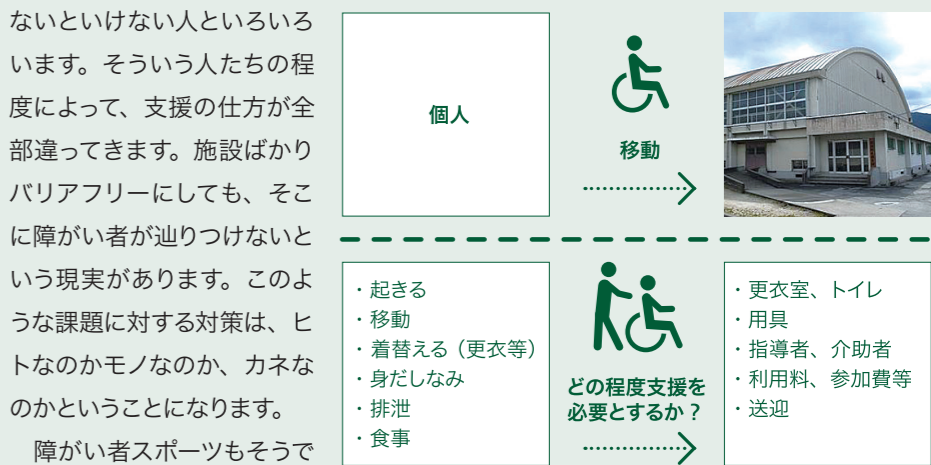 ないといけない人といろいろ
います。そういう人たちの程
度によって、支援の仕方が全
部違ってきます。施設ばかり
バリアフリーにしても、そこ
に障がい者が辿りつけないと
いう現実があります。このよ
うな課題に対する対策は、ヒ
トなのかモノなのか、カネな
のかということになります。
障がい者スポーツもそうで
個人
移動
・起きる
・移動
・着替える（更衣等）
・身だしなみ
・排泄
・食事
どの程度支援を
必要とするか？
・更衣室、トイレ
・用具
・指導者、介助者
・利用料、参加費等
・送迎